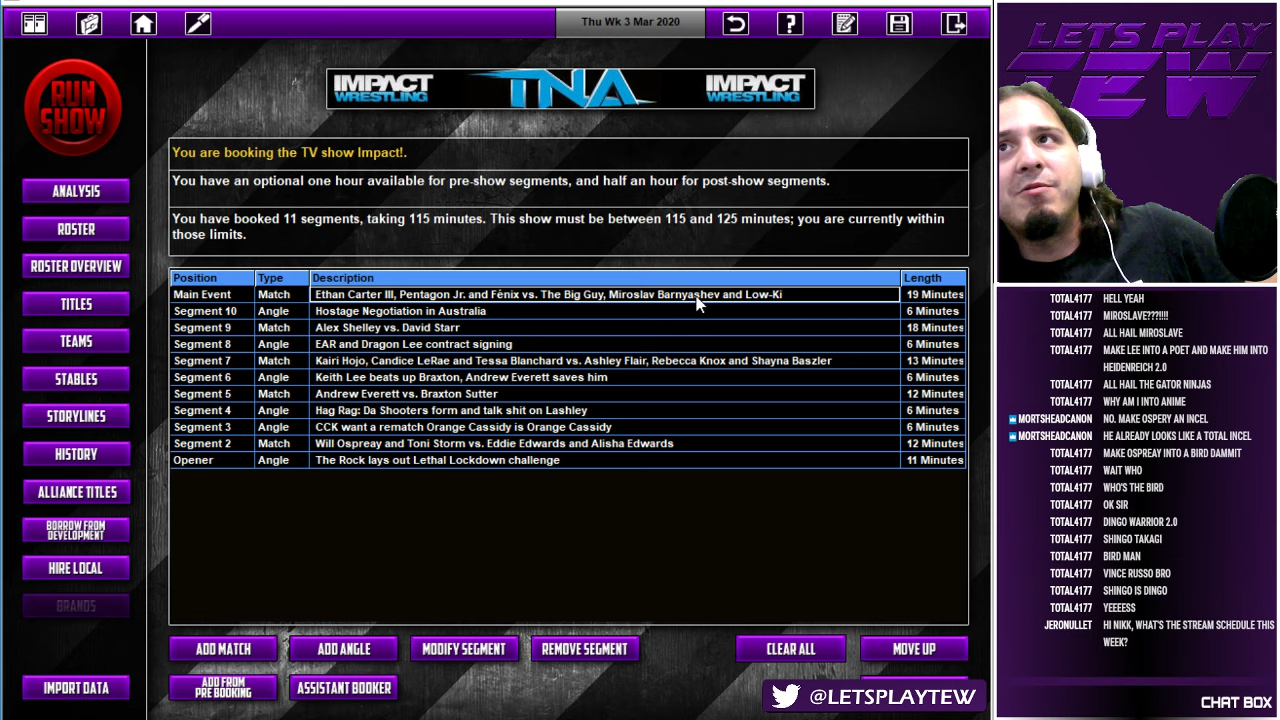 Thu Wk 3 Mar 2020
LETS PLAY
TEW
RUN
SHOW
IMPACT
WRESTLING
TNA
IMPACT
WRESTLING
You are booking the TV show Impact!.
You have an optional one hour available for pre-show segments, and half an hour for post-show segments.
You have booked 11 segments, taking 115 minutes. This show must be between 115 and 125 minutes; you are currently within
those limits.
ANALYSIS
ROSTER
ROSTER OVERVIEW
TITLES
TEAMS
STABLES
STORYLINES
HISTORY
ALLIANCE TITLES
BORROW FROM
DEVELOPMENT
HIRE LOCAL
BRANDS
IMPORT DATA
Position Type Description Length
Main Event Match Ethan Carter III, Pentagon Jr. and Fénix vs. The Big Guy, Miroslav Barnyashev and Low-Ki 19 Minutes
Segment 10 Angle Hostage Negotiation in Australia 6 Minutes
Segment 9 Match Alex Shelley vs. David Starr 18 Minutes
Segment 8 Angle EAR and Dragon Lee contract signing 6 Minutes
Segment 7 Match Kairi Hojo, Candice LeRae and Tessa Blanchard vs. Ashley Flair, Rebecca Knox and Shayna Baszler 13 Minutes
Segment 6 Angle Keith Lee beats up Braxton, Andrew Everett saves him 6 Minutes
Segment 5 Match Andrew Everett vs. Braxton Sutter 12 Minutes
Segment 4 Angle Hag Rag: Da Shooters form and talk shit on Lashley 6 Minutes
Segment 3 Angle CCK want a rematch Orange Cassidy is Orange Cassidy 6 Minutes
Segment 2 Match Will Ospreay and Toni Storm vs. Eddie Edwards and Alisha Edwards 12 Minutes
Opener Angle The Rock lays out Lethal Lockdown challenge 11 Minutes
ADD MATCH ADD ANGLE MODIFY SEGMENT REMOVE SEGMENT CLEAR ALL MOVE UP
ADD FROM
PRE BOOKING
ASSISTANT BOOKER
@LETSPLAYTEW
TOTAL4177 HELL YEAH
TOTAL4177 MIROSLAVE???!!!!
TOTAL4177 ALL HAIL MIROSLAVE
TOTAL4177 MAKE LEE INTO A POET AND MAKE HIM INTO
HEIDENREICH 2.0
TOTAL4177 ALL HAIL THE GATOR NINJAS
TOTAL4177 WHY AM I INTO ANIME
MORTSHEADCANON NO. MAKE OSPERY AN INCEL
MORTSHEADCANON HE ALREADY LOOKS LIKE A TOTAL INCEL
TOTAL4177 MAKE OSPREAY INTO A BIRD DAMMIT
TOTAL4177 WAIT WHO
TOTAL4177 WHO'S THE BIRD
TOTAL4177 OK SIR
TOTAL4177 DINGO WARRIOR 2.0
TOTAL4177 SHINGO TAKAGI
TOTAL4177 BIRD MAN
TOTAL4177 VINCE RUSSO BRO
TOTAL4177 SHINGO IS DINGO
TOTAL4177 YEEEESS
JERONULLET HI NIKK, WHAT'S THE STREAM SCHEDULE THIS
WEEK?
CHAT BOX